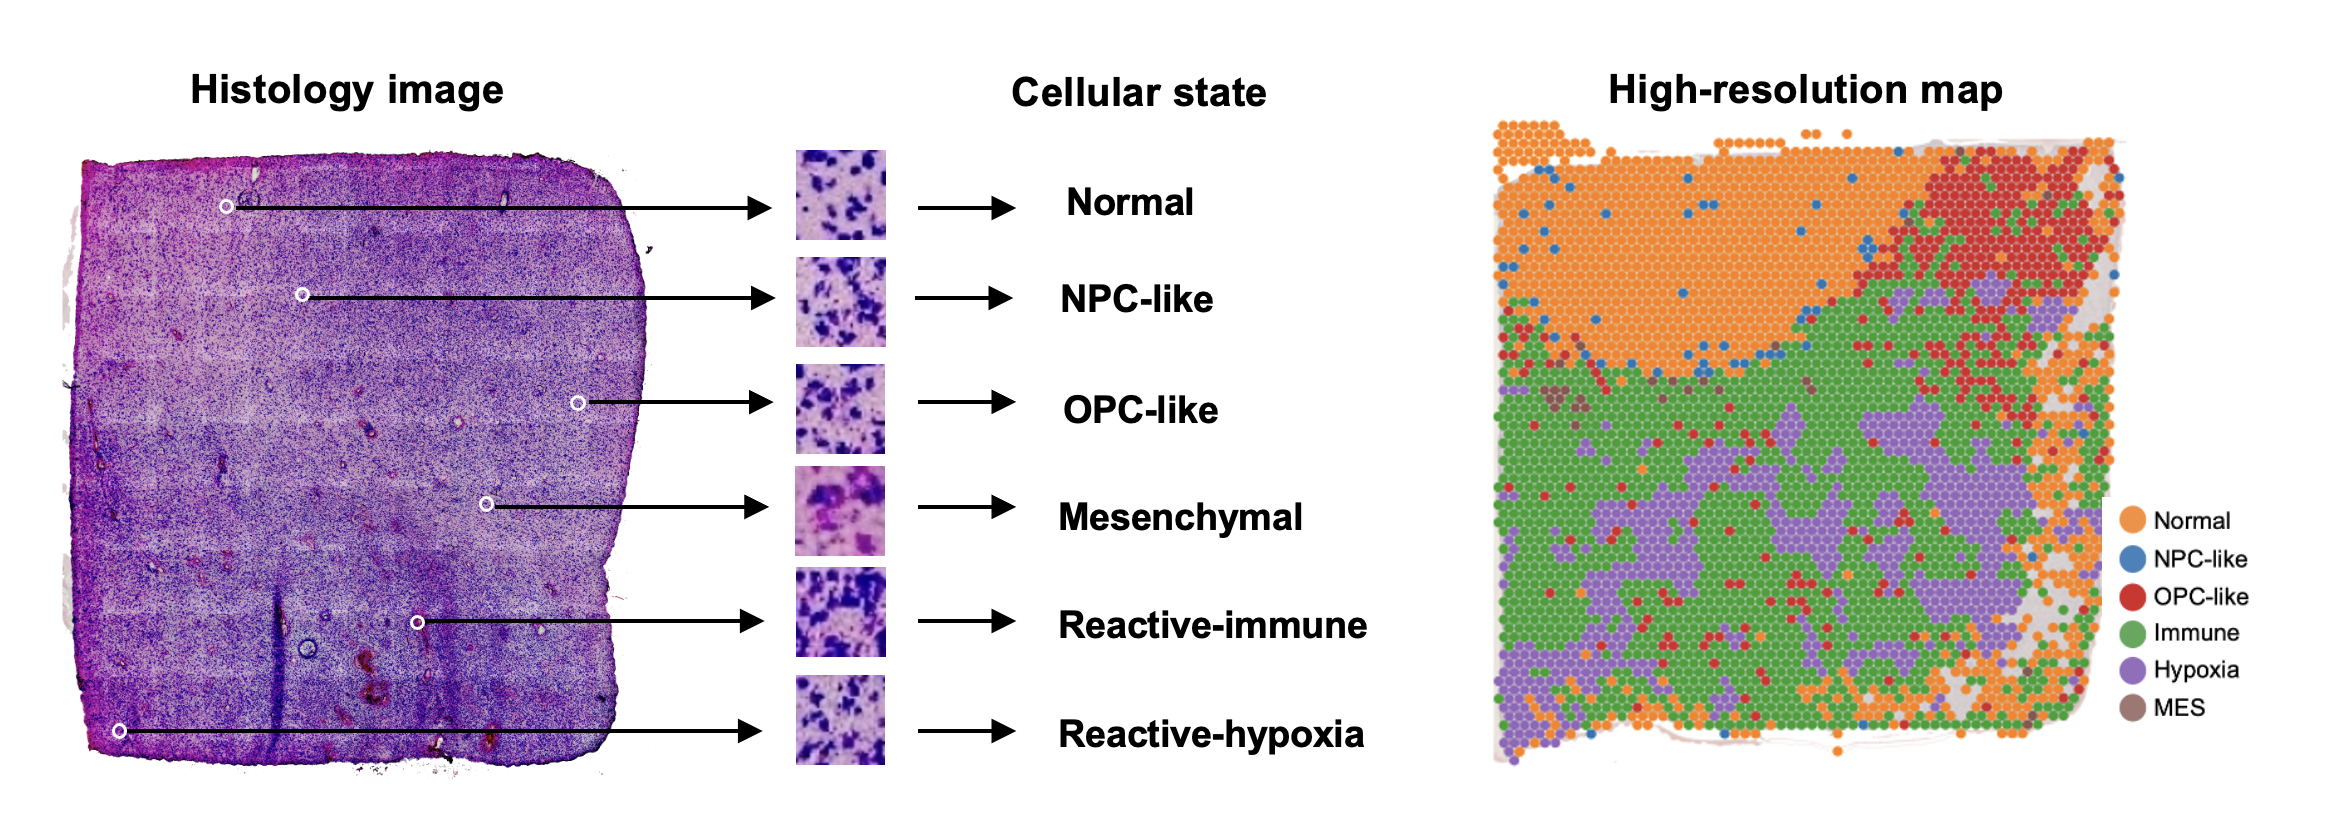 Histology image
Cellular state
High-resolution map
Normal
NPC-like
OPC-like
Mesenchymal
Reactive-immune
Reactive-hypoxia
Normal
NPC-like
OPC-like
Immune
Hypoxia
MES